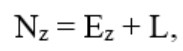 N_z = E_z + L,